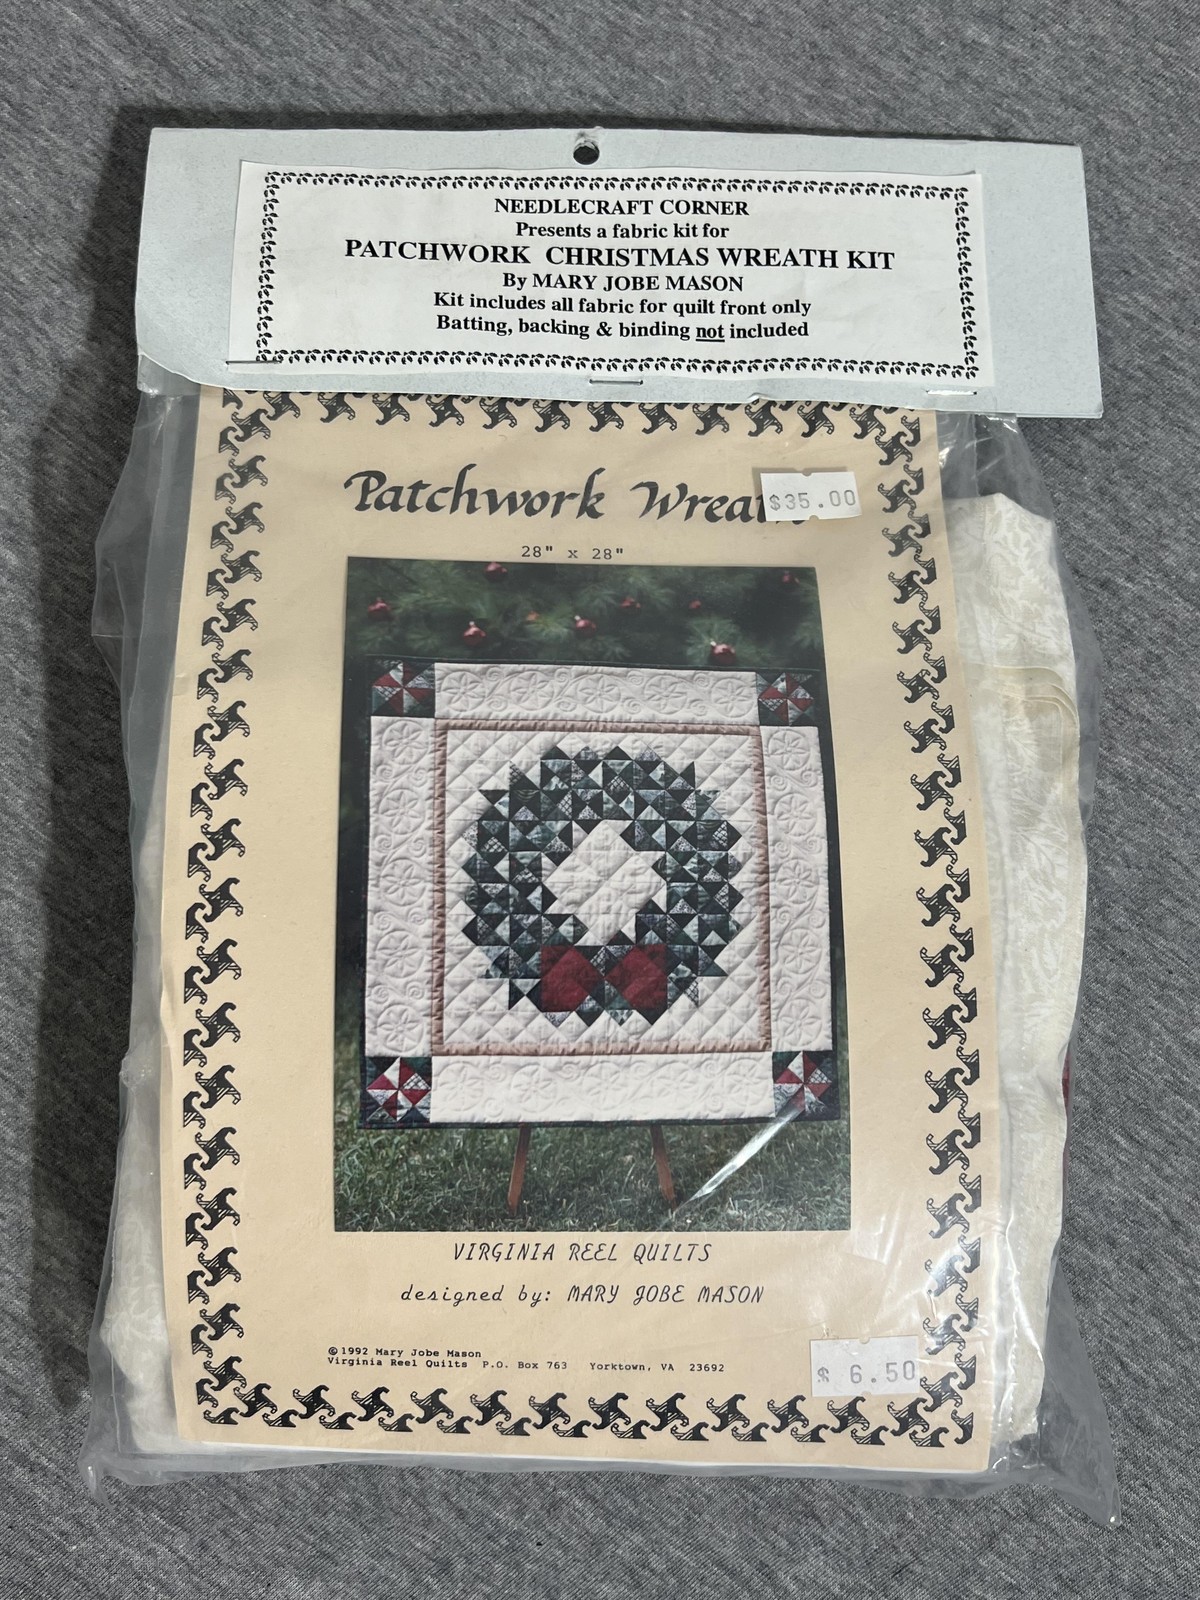 NEEDLECRAFT CORNER
Presents a fabric kit for
PATCHWORK CHRISTMAS WREATH KIT
By MARY JOBE MASON
Kit includes all fabric for quilt front only
Batting, backing & binding not included
Patchwork Wrea
$35.00
28" x 28"
VIRGINIA REEL QUILTS
designed by: MARY JOBE MASON
©1992 Mary Jobe Mason
Virginia Reel Quilts P.O. Box 763 Yorktown, VA 23692
$ 6.50